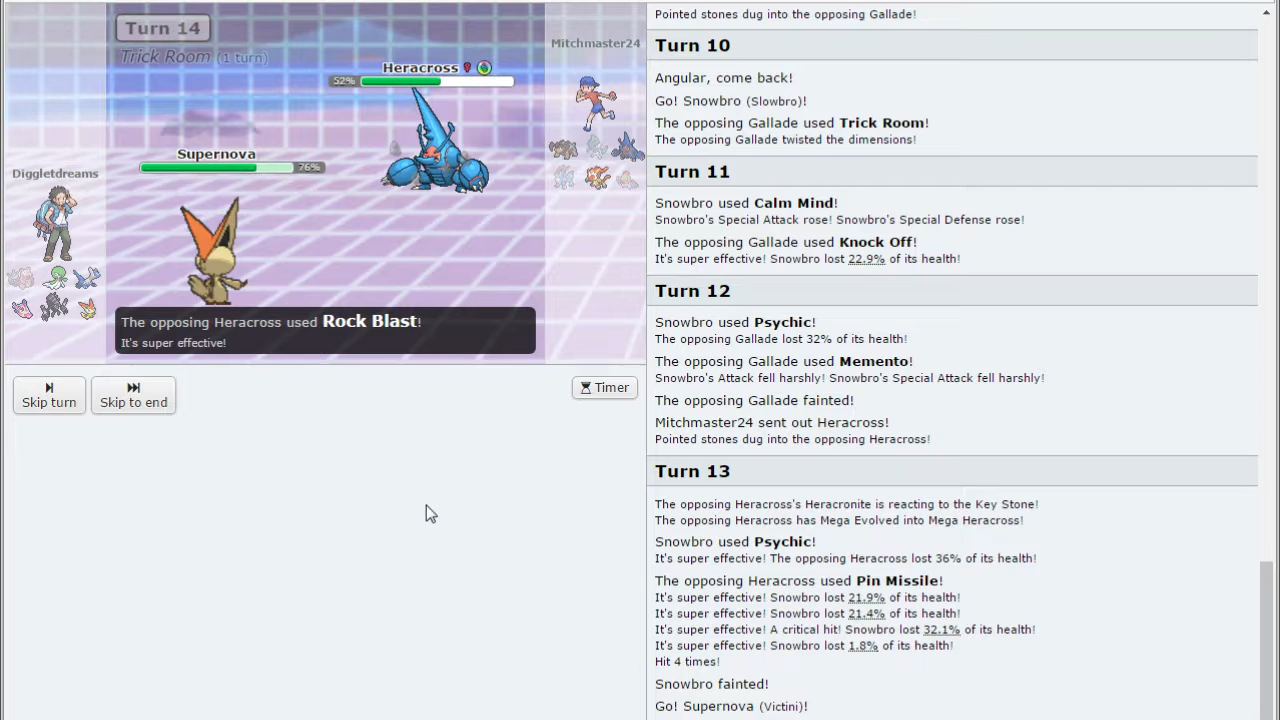 Turn 14
Trick Room (1 turn)
Mitchmaster24
Heracross
52%
Supernova
76%
Diggletdreams
The opposing Heracross used Rock Blast!
It's super effective!
Skip turn
Skip to end
Timer
Pointed stones dug into the opposing Gallade!
Turn 10
Angular, come back!
Go! Snowbro (Slowbro)!
The opposing Gallade used Trick Room!
The opposing Gallade twisted the dimensions!
Turn 11
Snowbro used Calm Mind!
Snowbro's Special Attack rose! Snowbro's Special Defense rose!
The opposing Gallade used Knock Off!
It's super effective! Snowbro lost 22.9% of its health!
Turn 12
Snowbro used Psychic!
The opposing Gallade lost 32% of its health!
The opposing Gallade used Memento!
Snowbro's Attack fell harshly! Snowbro's Special Attack fell harshly!
The opposing Gallade fainted!
Mitchmaster24 sent out Heracross!
Pointed stones dug into the opposing Heracross!
Turn 13
The opposing Heracross's Heracronite is reacting to the Key Stone!
The opposing Heracross has Mega Evolved into Mega Heracross!
Snowbro used Psychic!
It's super effective! The opposing Heracross lost 36% of its health!
The opposing Heracross used Pin Missile!
It's super effective! Snowbro lost 21.9% of its health!
It's super effective! Snowbro lost 21.4% of its health!
It's super effective! A critical hit! Snowbro lost 32.1% of its health!
It's super effective! Snowbro lost 1.8% of its health!
Hit 4 times!
Snowbro fainted!
Go! Supernova (Victini)!